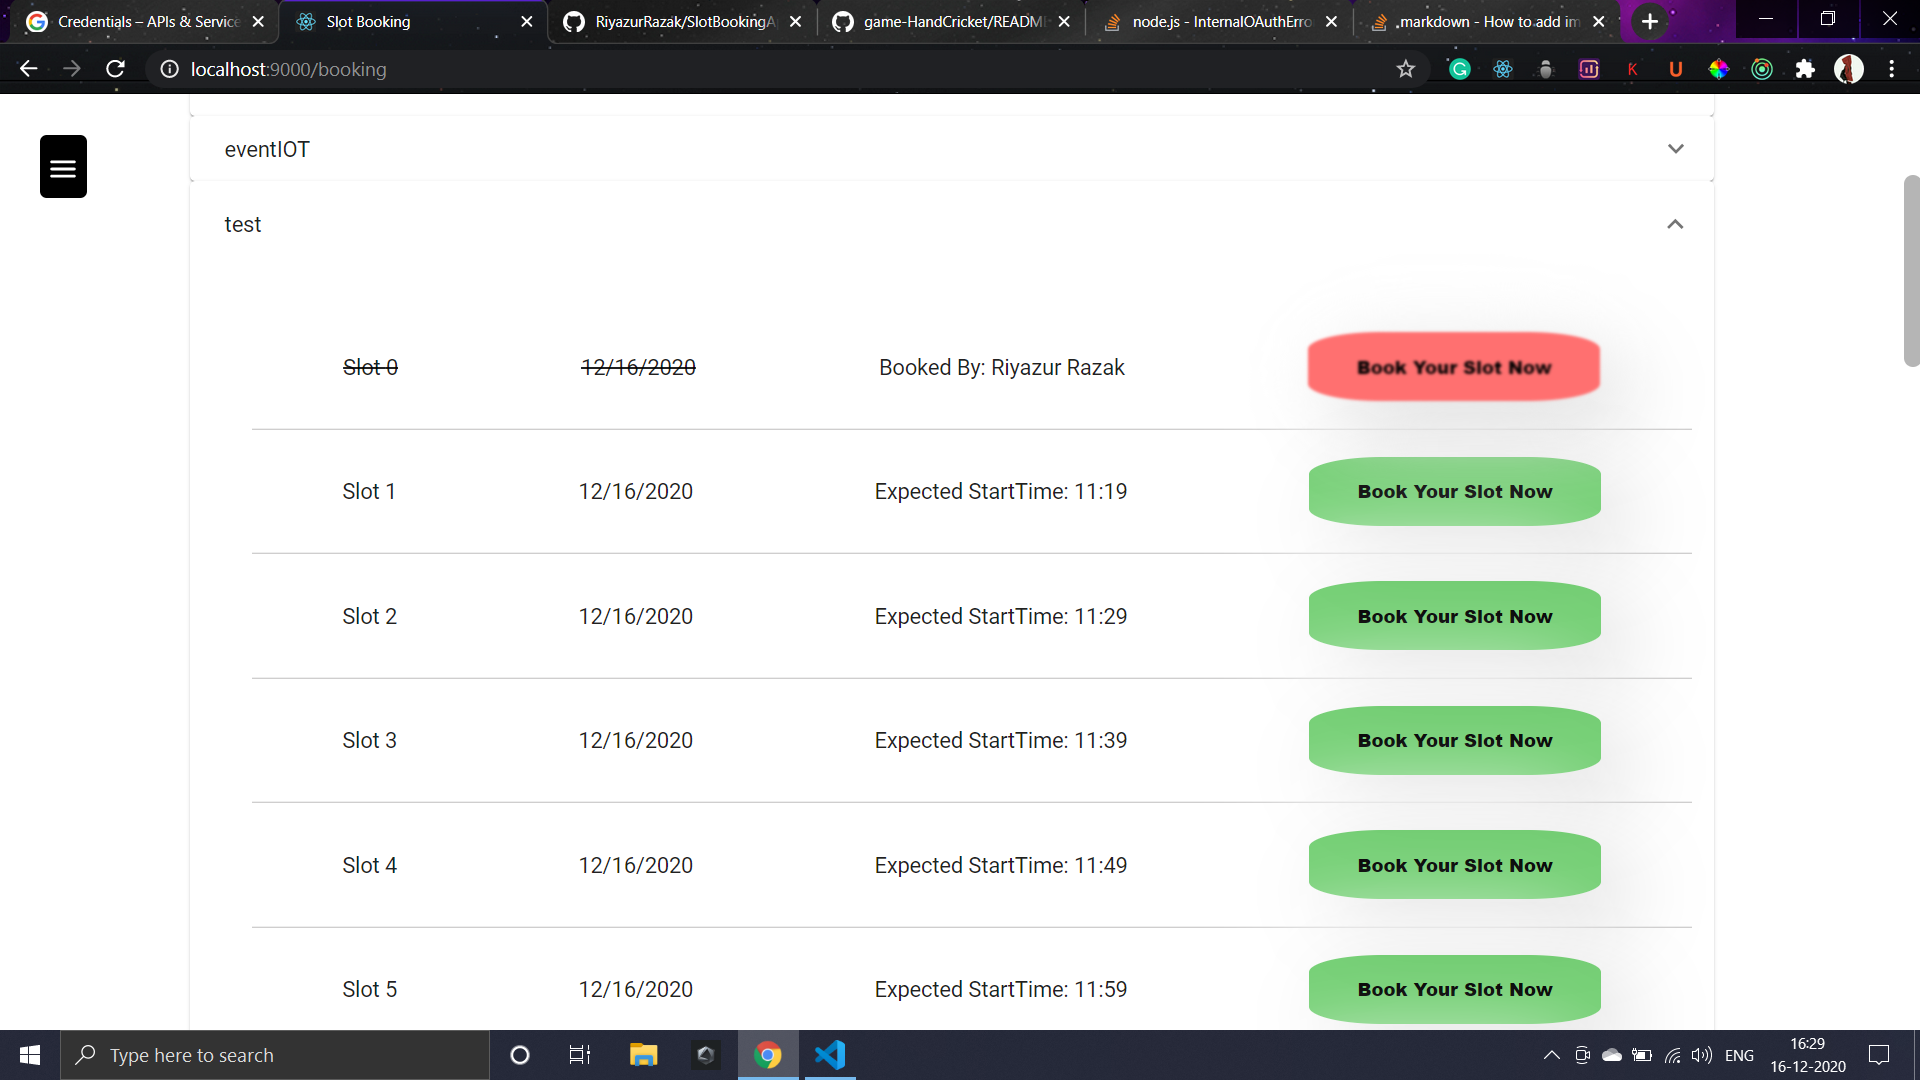 Credentials – APIs & Service
Slot Booking
RiyazurRazak/SlotBookingA
game-HandCricket/READM
node.js - InternalOAuthErro
markdown - How to add im
localhost:9000/booking
eventIOT
test
Slot 0 12/16/2020 Booked By: Riyazur Razak Book Your Slot Now
Slot 1 12/16/2020 Expected StartTime: 11:19 Book Your Slot Now
Slot 2 12/16/2020 Expected StartTime: 11:29 Book Your Slot Now
Slot 3 12/16/2020 Expected StartTime: 11:39 Book Your Slot Now
Slot 4 12/16/2020 Expected StartTime: 11:49 Book Your Slot Now
Slot 5 12/16/2020 Expected StartTime: 11:59 Book Your Slot Now
Type here to search
ENG
16:29
16-12-2020